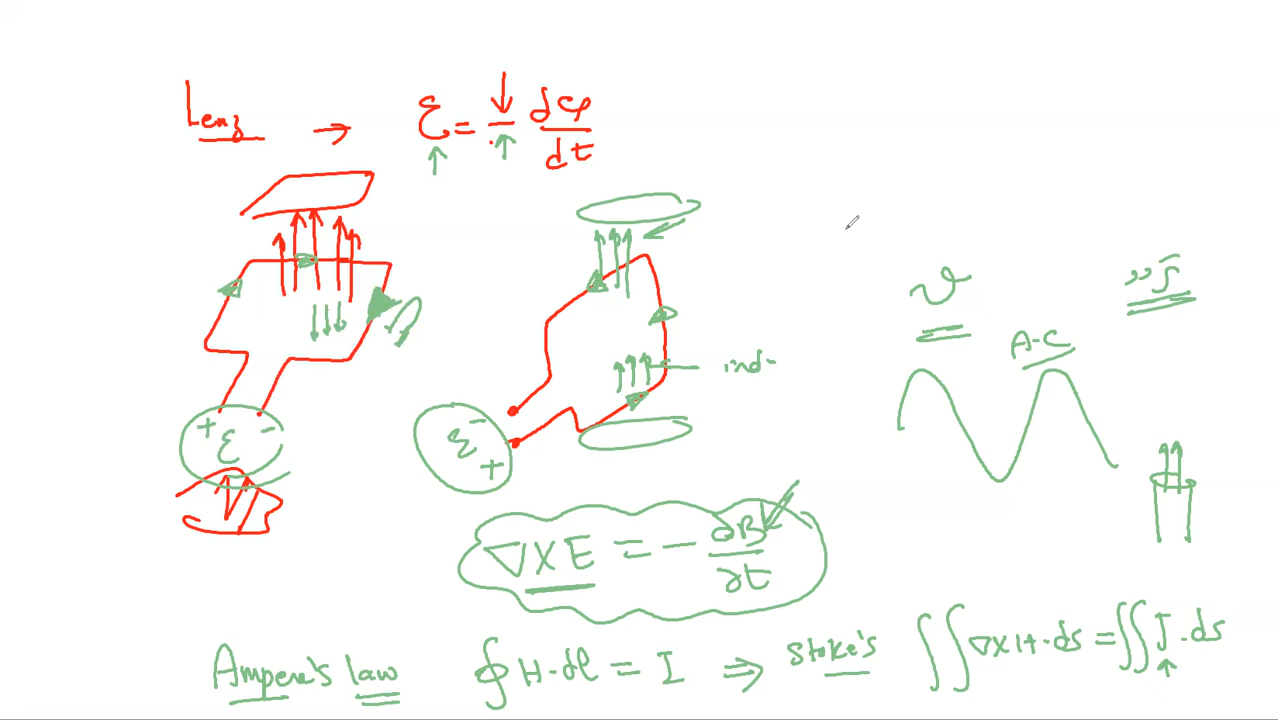 Lenz → Ɛ = − dφ/dt
ϑ
"J"
A-C
ind-
+ Ɛ −
Ɛ −
+
∇×E = − ∂B/∂t
Ampere's law ∮ H·dl = I ⇒ Stoke's ∬ ∇×H·ds = ∬ J·ds